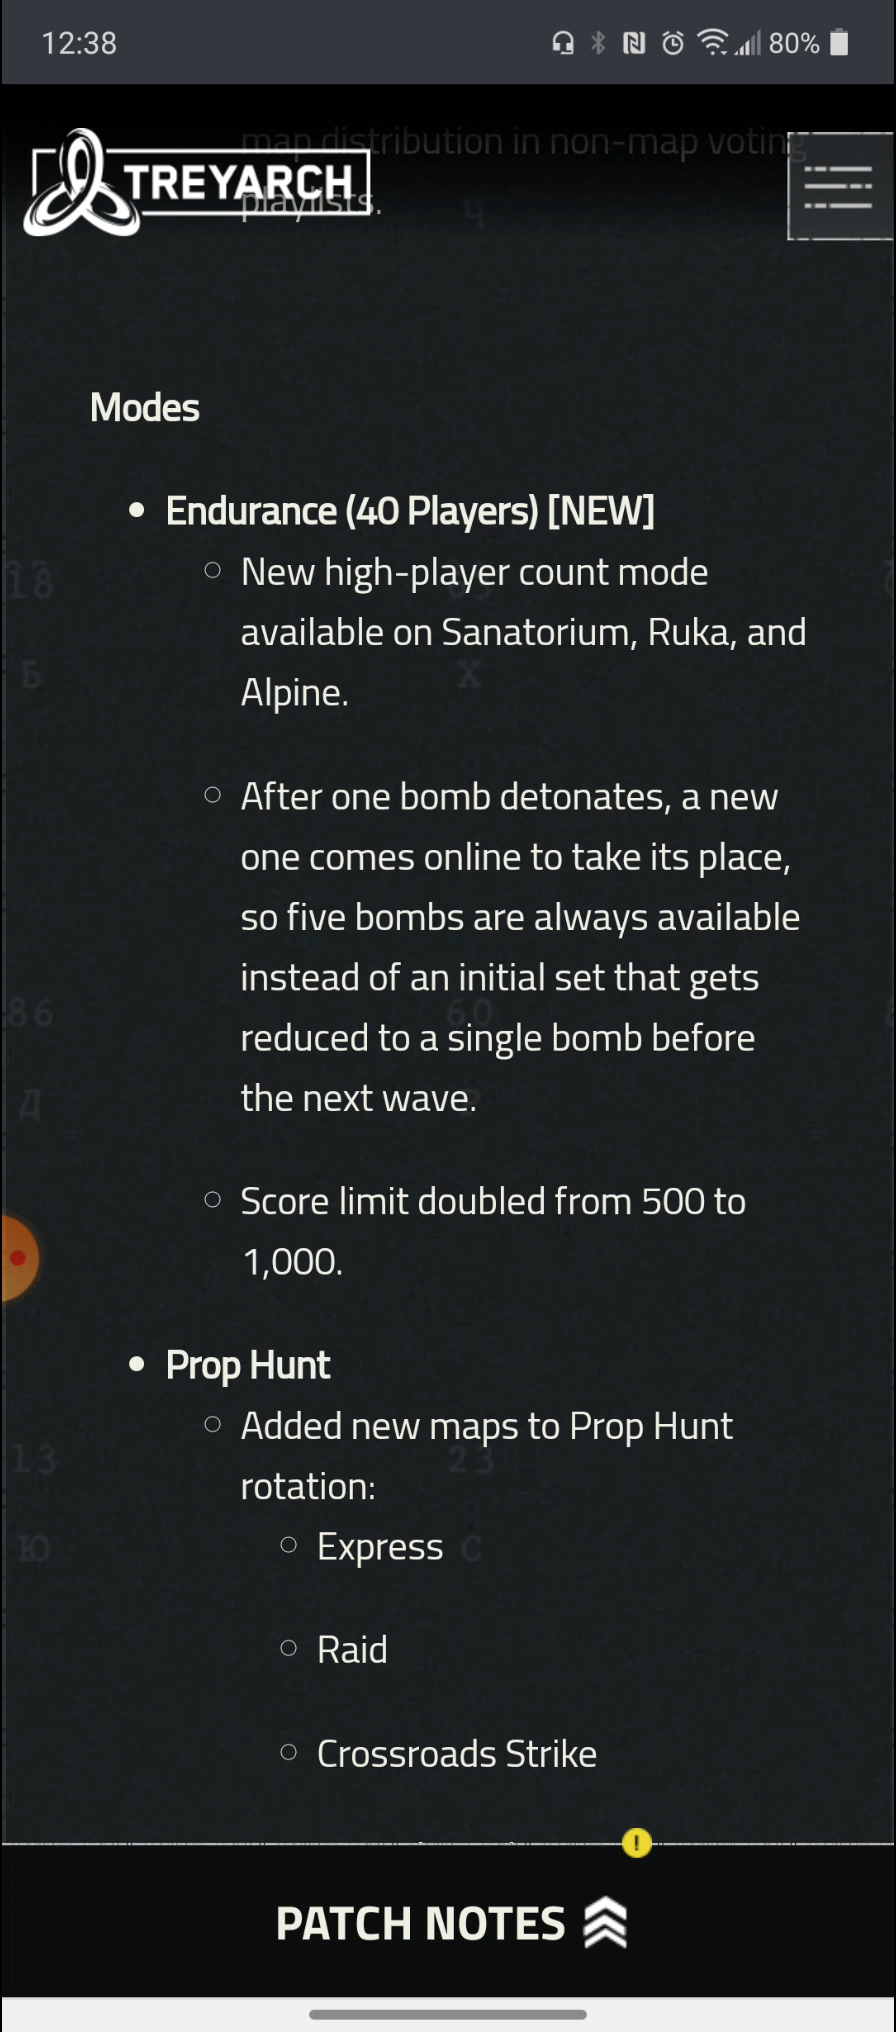 12:38
80%
map distribution in non-map voting
TREYARCH
playlists.
Modes
Endurance (40 Players) [NEW]
New high-player count mode
available on Sanatorium, Ruka, and
Alpine.
After one bomb detonates, a new
one comes online to take its place,
so five bombs are always available
instead of an initial set that gets
reduced to a single bomb before
the next wave.
Score limit doubled from 500 to
1,000.
Prop Hunt
Added new maps to Prop Hunt
rotation:
Express
Raid
Crossroads Strike
PATCH NOTES